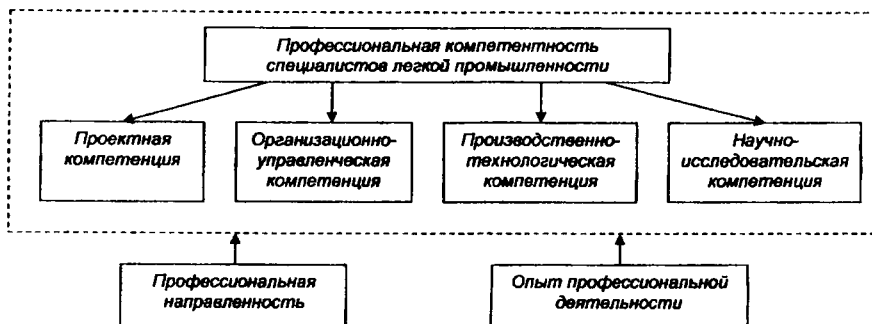 Профессиональная компетентность
специалистов легкой промышленности
Проектная
компетенция
Организационно-
управленческая
компетенция
Производственно-
технологическая
компетенция
Научно-
исследовательская
компетенция
Профессиональная
направленность
Опыт профессиональной
деятельности